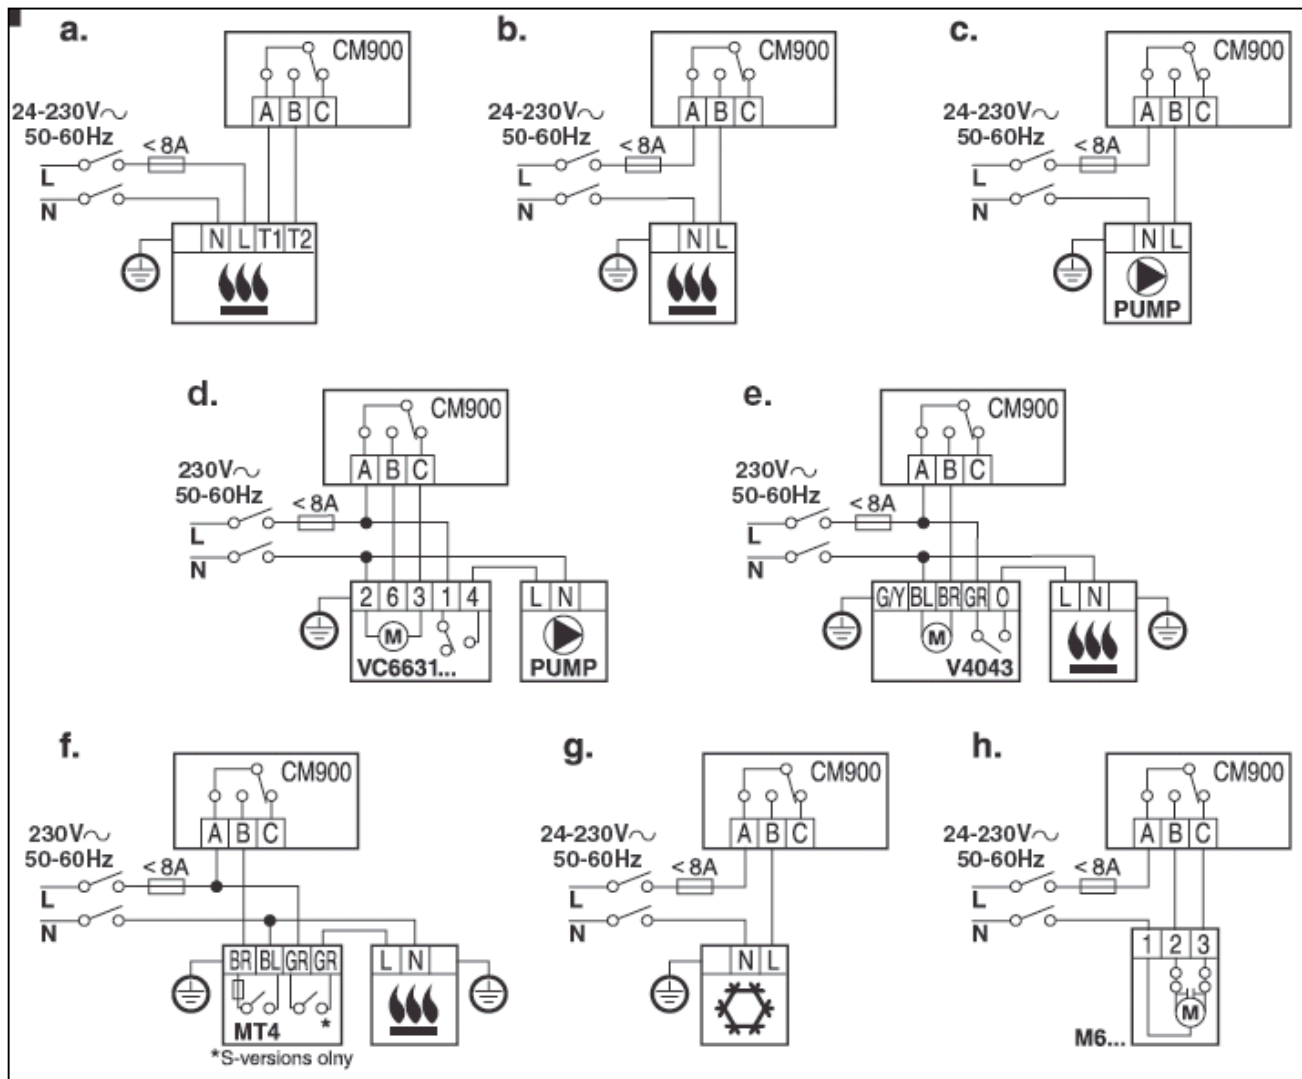 a.
CM900
A B C
24-230V~
50-60Hz
< 8A
L
N
N L T1 T2
b.
CM900
A B C
24-230V~
50-60Hz
< 8A
L
N
N L
c.
CM900
A B C
24-230V~
50-60Hz
< 8A
L
N
N L
PUMP
d.
CM900
A B C
230V~
50-60Hz
< 8A
L
N
2 6 3 1 4
M
VC6631...
L N
PUMP
e.
CM900
A B C
230V~
50-60Hz
< 8A
L
N
G/Y BL BR GR O
M
V4043
L N
f.
CM900
A B C
230V~
50-60Hz
< 8A
L
N
BR BL GR GR
MT4 *
*S-versions olny
L N
g.
CM900
A B C
24-230V~
50-60Hz
< 8A
L
N
N L
h.
CM900
A B C
24-230V~
50-60Hz
< 8A
L
N
1 2 3
M
M6...